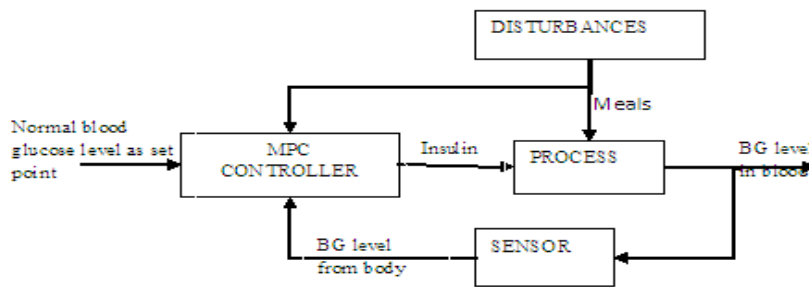 DISTURBANCES
Meals
Normal blood
glucose level as set
point
MPC
CONTROLLER
Insulin
PROCESS
BG level
in blood
BG level
from body
SENSOR